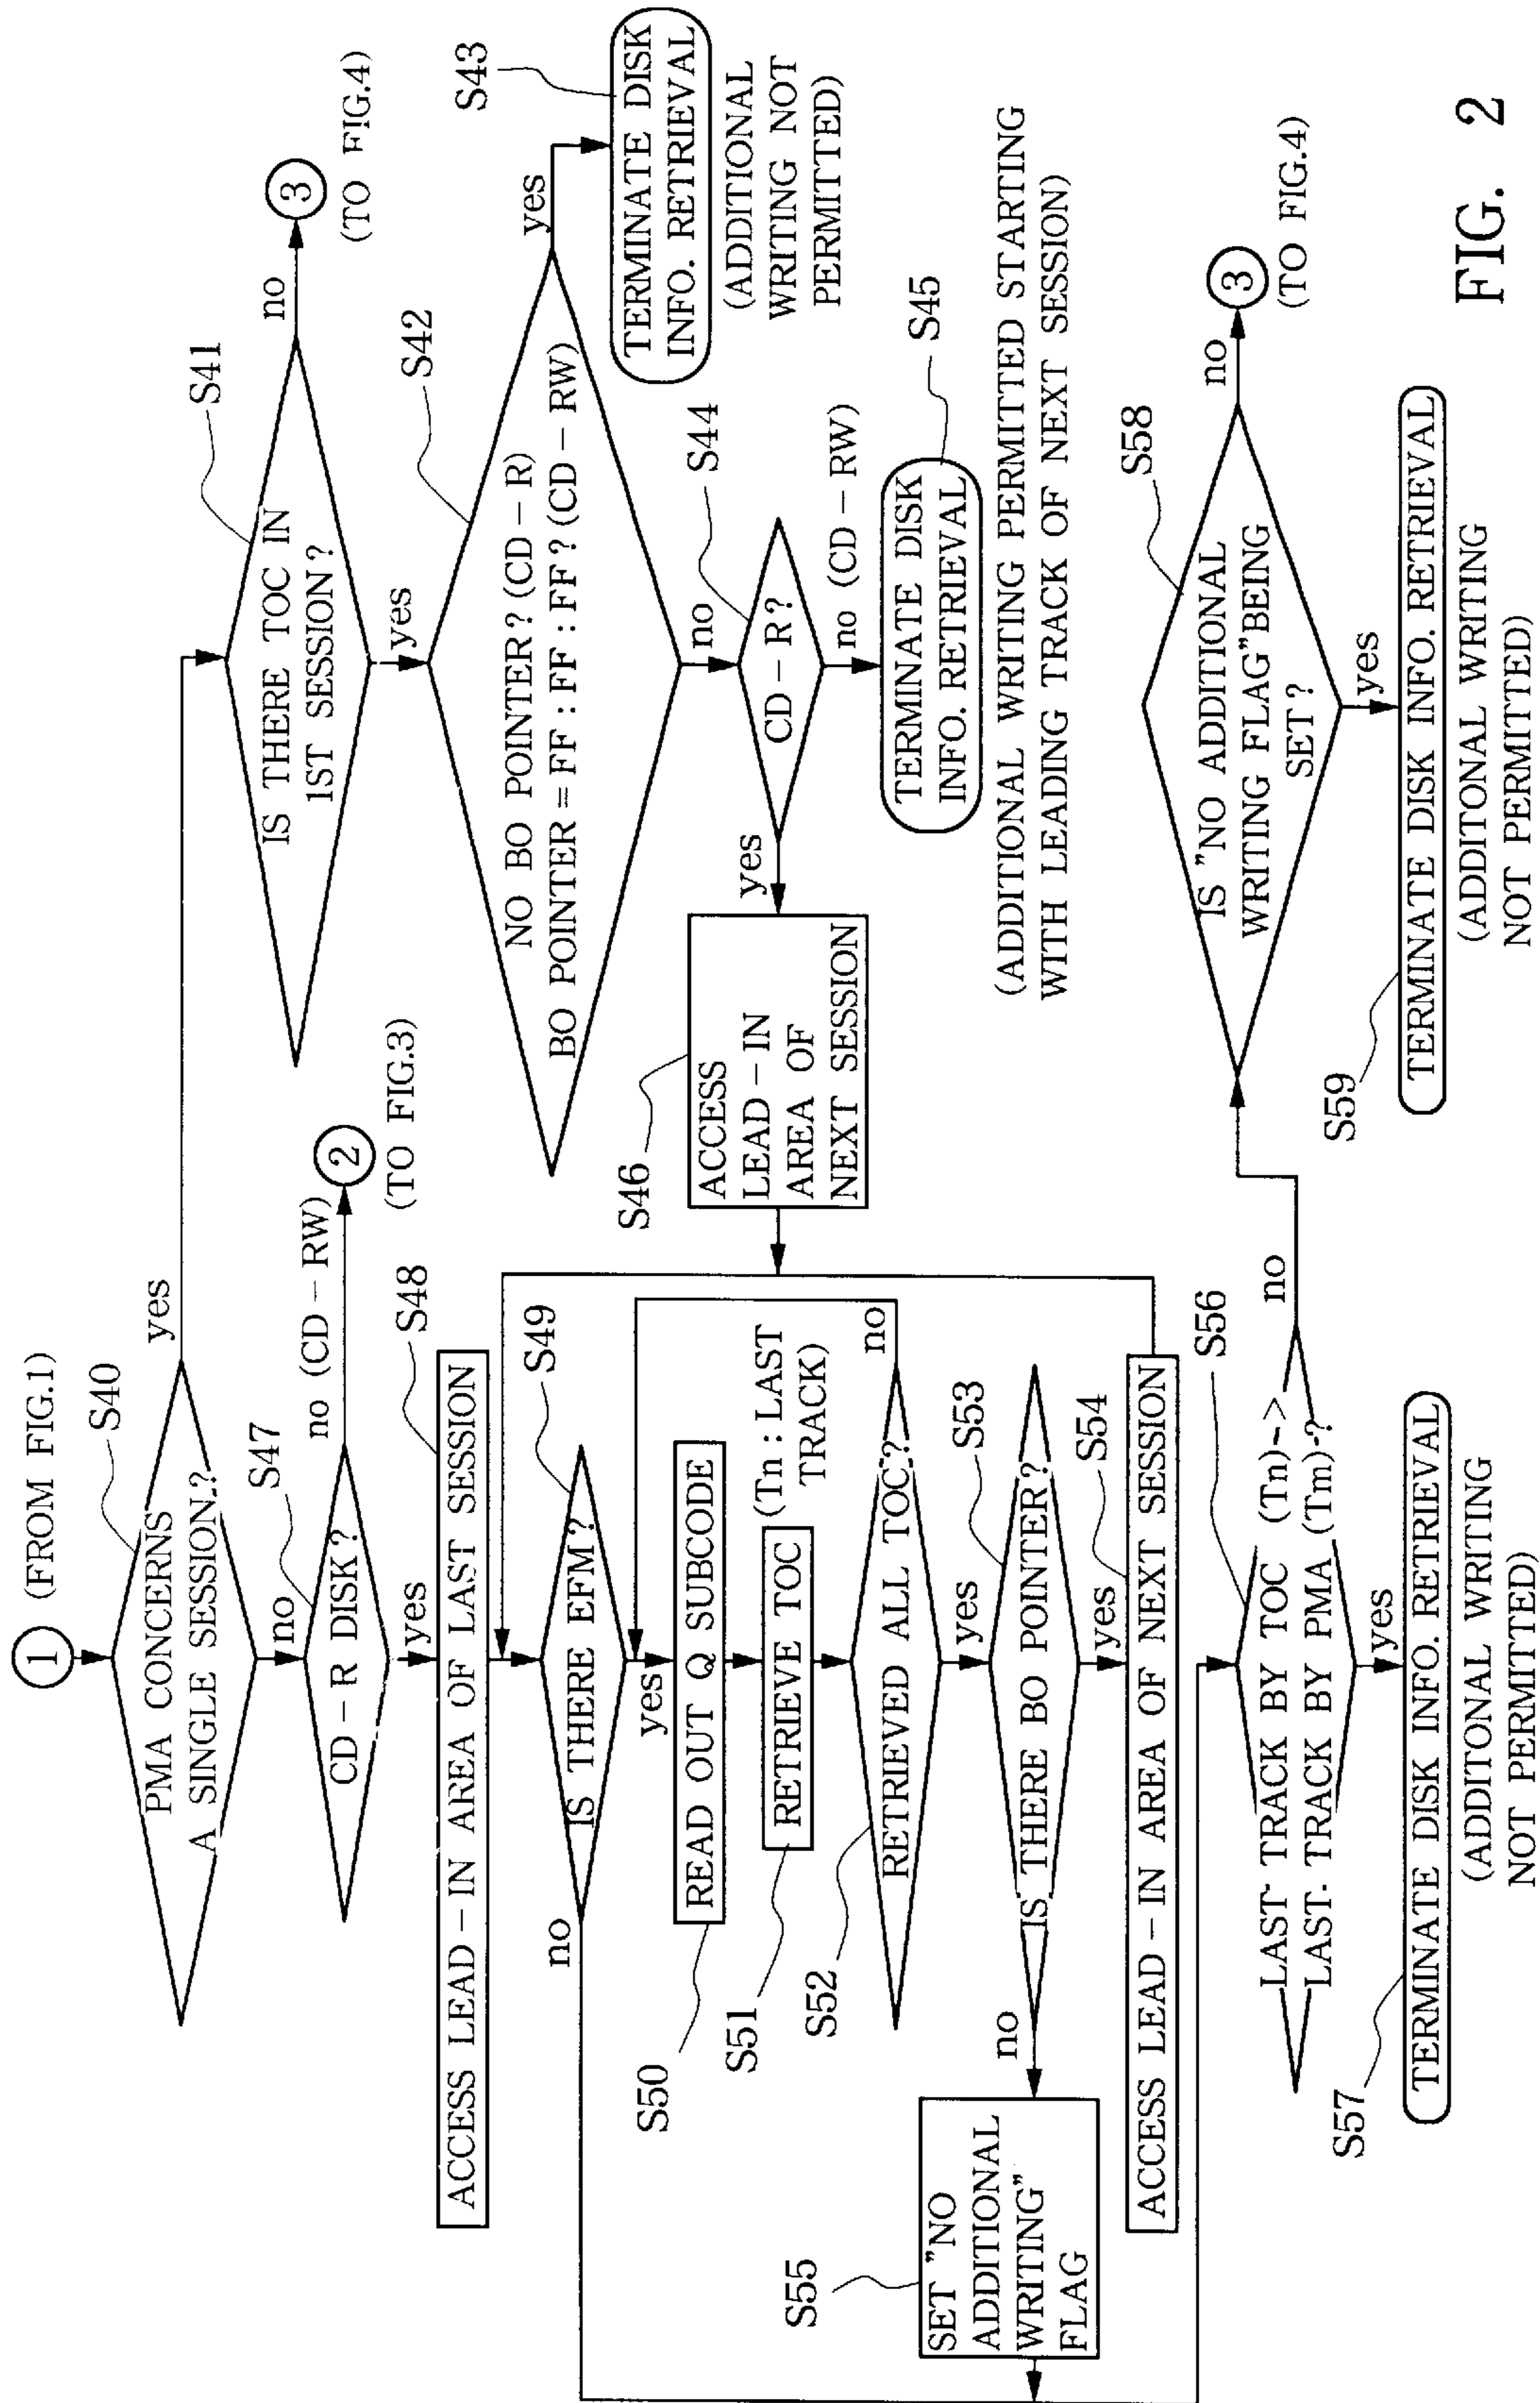 1 (FROM FIG.1)
S40
PMA CONCERNS
A SINGLE SESSION?
yes
no
S41
IS THERE TOC IN
1ST SESSION?
no
3
(TO FIG.4)
yes
S42
NO BO POINTER? (CD-R)
BO POINTER=FF:FF:FF? (CD-RW)
yes
S43
TERMINATE DISK
INFO. RETRIEVAL
(ADDITIONAL
WRITING NOT
PERMITTED)
no
S44
CD-R?
no (CD-RW)
S45
TERMINATE DISK
INFO. RETRIEVAL
(ADDITIONAL WRITING PERMITTED STARTING
WITH LEADING TRACK OF NEXT SESSION)
yes
S46
ACCESS
LEAD-IN
AREA OF
NEXT SESSION
S47
CD-R DISK?
no (CD-RW)
2
(TO FIG.3)
yes
S48
ACCESS LEAD-IN AREA OF LAST SESSION
S49
IS THERE EFM?
no
yes
S50
READ OUT Q SUBCODE
S51
RETRIEVE TOC
(Tn:LAST
TRACK)
S52
RETRIEVED ALL TOC?
no
yes
S53
IS THERE BO POINTER?
no
yes
S54
ACCESS LEAD-IN AREA OF NEXT SESSION
S55
SET "NO
ADDITIONAL
WRITING"
FLAG
S56
LAST TRACK BY TOC (Tn) >
LAST TRACK BY PMA (Tm)?
no
yes
S57
TERMINATE DISK INFO. RETRIEVAL
(ADDITONAL WRITING
NOT PERMITTED)
S58
IS "NO ADDITIONAL
WRITING FLAG"BEING
SET?
no
3
(TO FIG.4)
yes
S59
TERMINATE DISK INFO. RETRIEVAL
(ADDITONAL WRITING
NOT PERMITTED)
FIG. 2